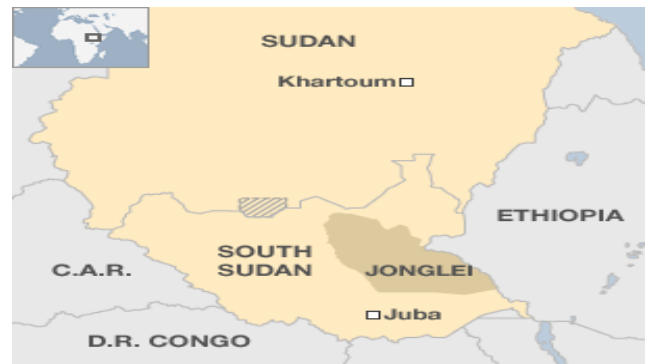 SUDAN
Khartoum
ETHIOPIA
SOUTH
SUDAN
JONGLEI
C.A.R.
Juba
D.R. CONGO